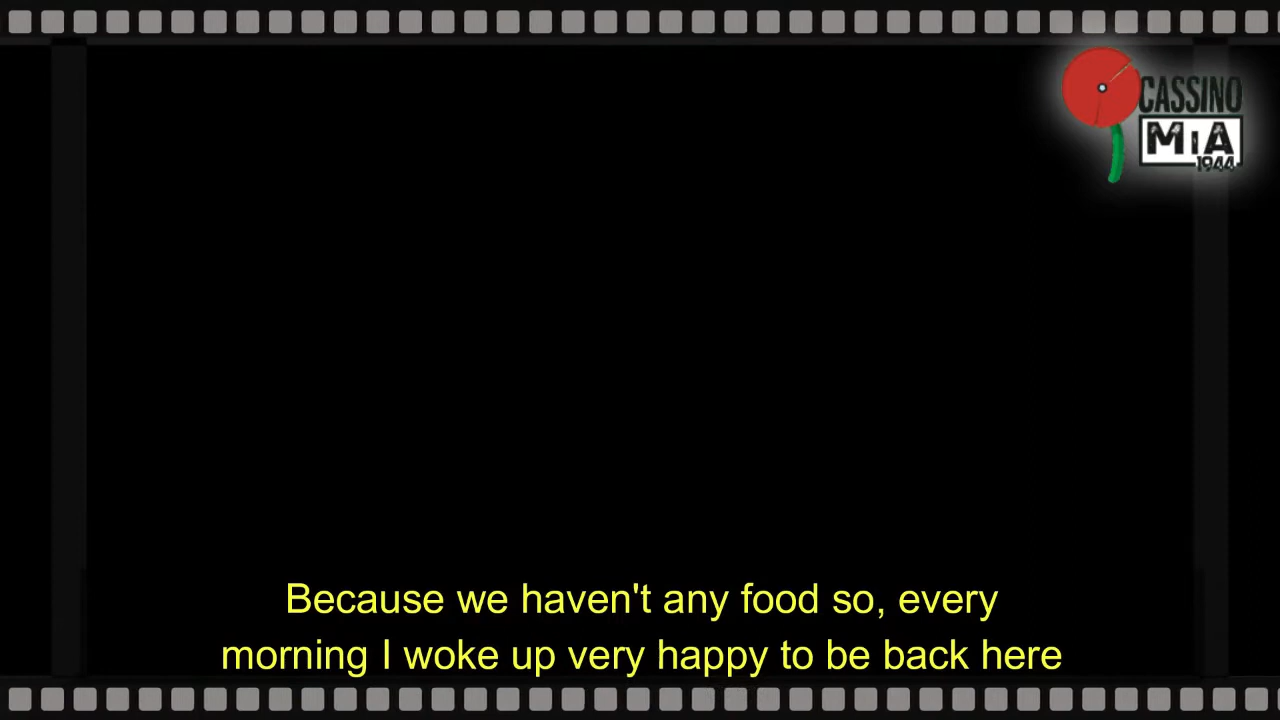 CASSINO
MIA
1944
Because we haven't any food so, every
morning I woke up very happy to be back here